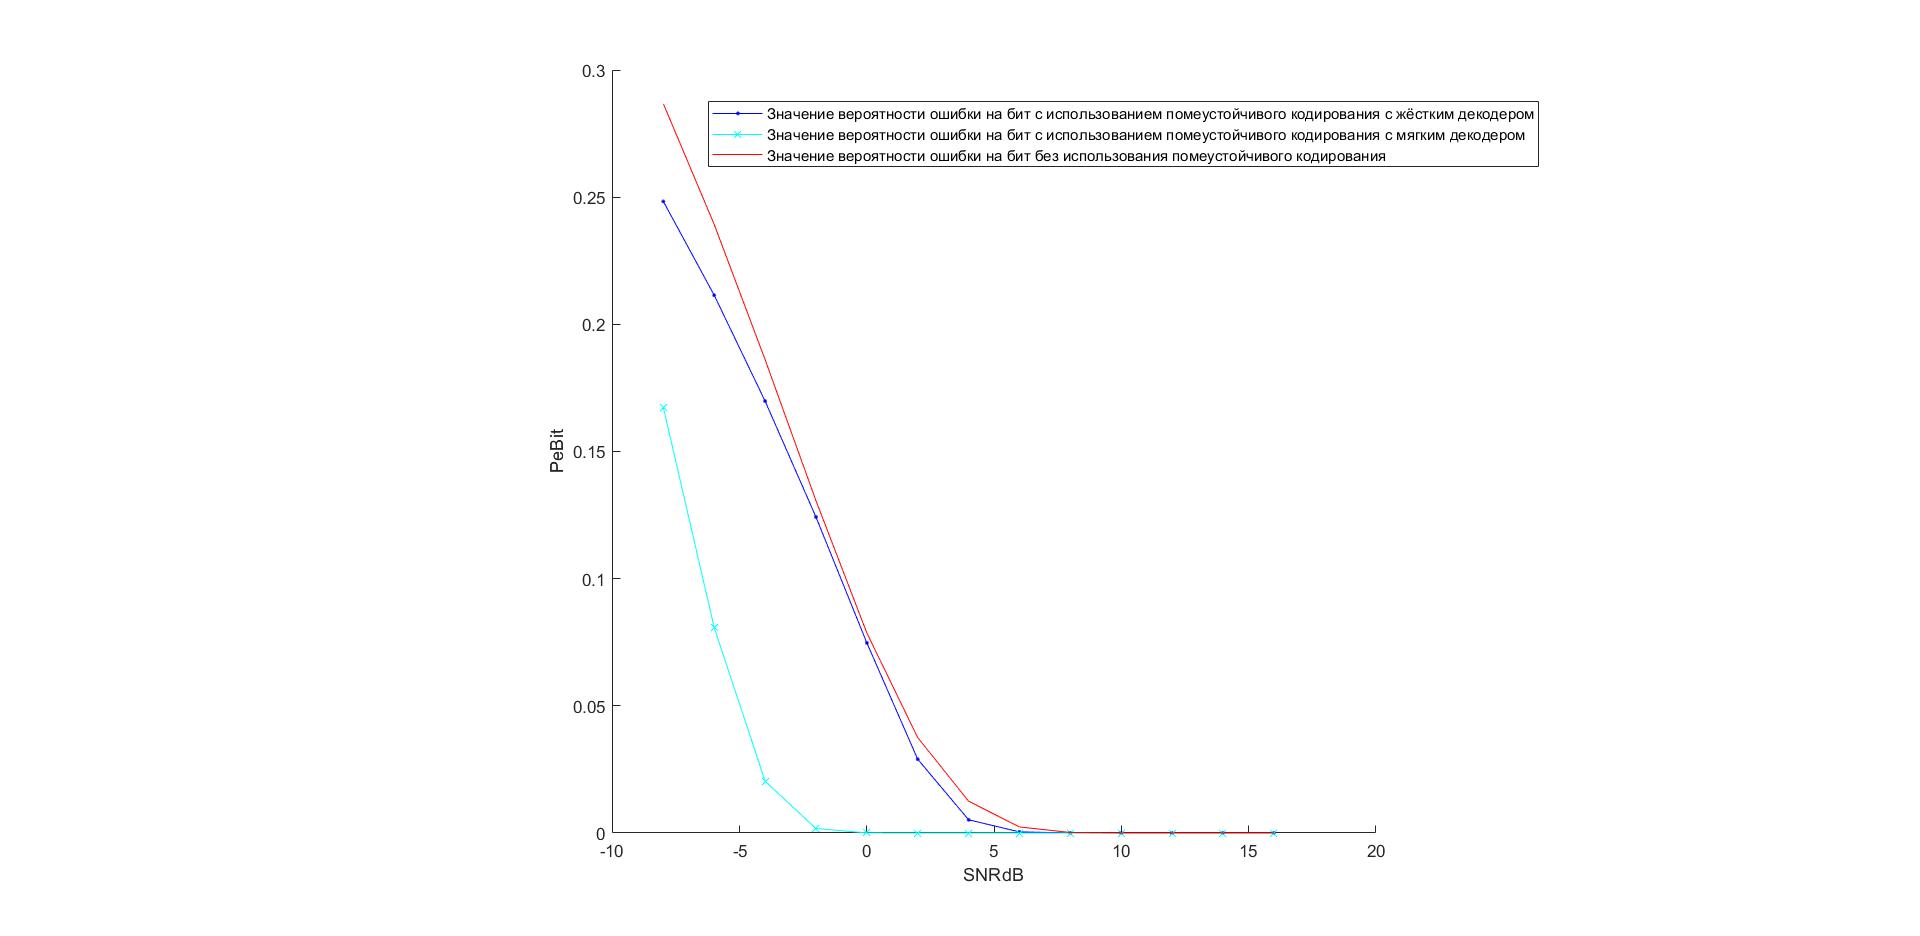 0.3
0.25
0.2
0.15
0.1
0.05
0
PeBit
Значение вероятности ошибки на бит с использованием помеустойчивого кодирования с жёстким декодером
Значение вероятности ошибки на бит с использованием помеустойчивого кодирования с мягким декодером
Значение вероятности ошибки на бит без использования помеустойчивого кодирования
-10 -5 0 5 10 15 20
SNRdB